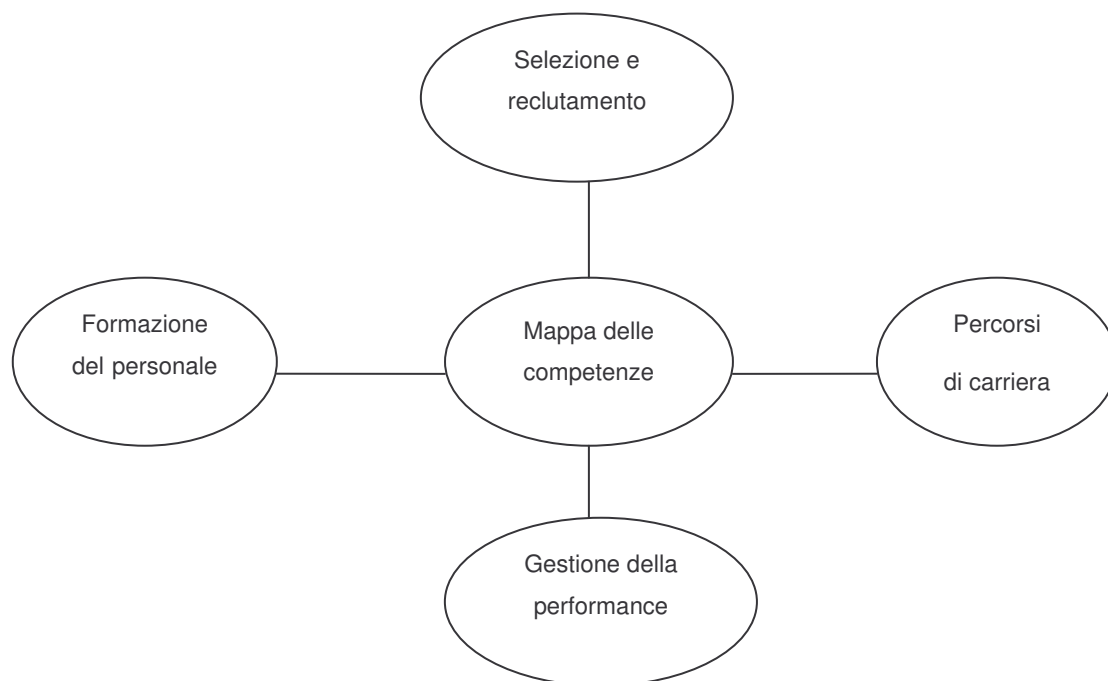 Selezione e
reclutamento
Formazione
del personale
Mappa delle
competenze
Percorsi
di carriera
Gestione della
performance